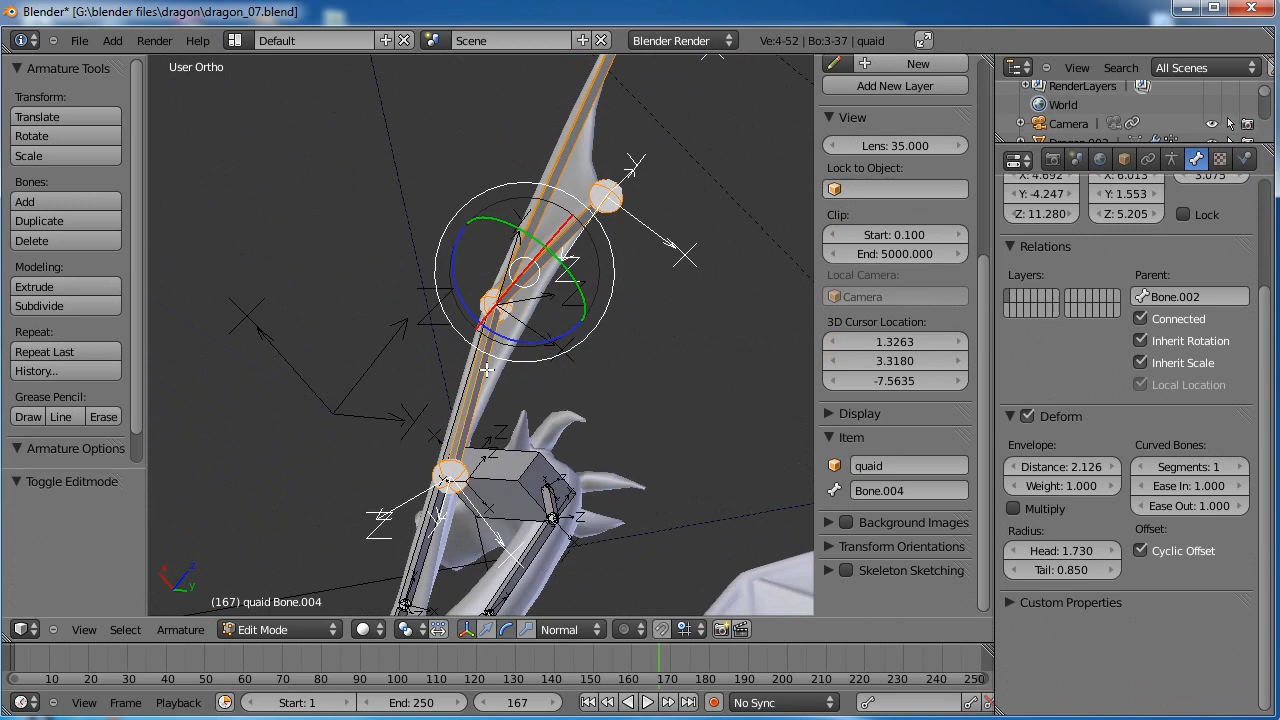 Blender* [G:\blender files\dragon\dragon_07.blend]
File Add Render Help Default Scene Blender Render Ve:4-52 | Bo:3-37 | quaid
Armature Tools
Transform:
Translate
Rotate
Scale
Bones:
Add
Duplicate
Delete
Modeling:
Extrude
Subdivide
Repeat:
Repeat Last
History...
Grease Pencil:
Draw Line Erase
Armature Options
Toggle Editmode
User Ortho
X
Y
Z
(167) quaid Bone.004
New
Add New Layer
View
Lens: 35.000
Lock to Object:
Clip:
Start: 0.100
End: 5000.000
Local Camera:
Camera
3D Cursor Location:
1.3263
3.3180
-7.5635
Display
Item
quaid
Bone.004
Background Images
Transform Orientations
Skeleton Sketching
View Search All Scenes
RenderLayers
World
Camera
X: 4.692 X: 6.013 3.075
Y: -4.247 Y: 1.553
Z: 11.280 Z: 5.205 Lock
Relations
Layers: Parent:
Bone.002
Connected
Inherit Rotation
Inherit Scale
Local Location
Deform
Envelope: Curved Bones:
Distance: 2.126 Segments: 1
Weight: 1.000 Ease In: 1.000
Multiply Ease Out: 1.000
Radius: Offset:
Head: 1.730 Cyclic Offset
Tail: 0.850
Custom Properties
View Select Armature Edit Mode Normal
0 10 20 30 40 50 60 70 80 90 100 110 120 130 140 150 160 170 180 190 200 210 220 230 240 250
View Frame Playback Start: 1 End: 250 167 No Sync